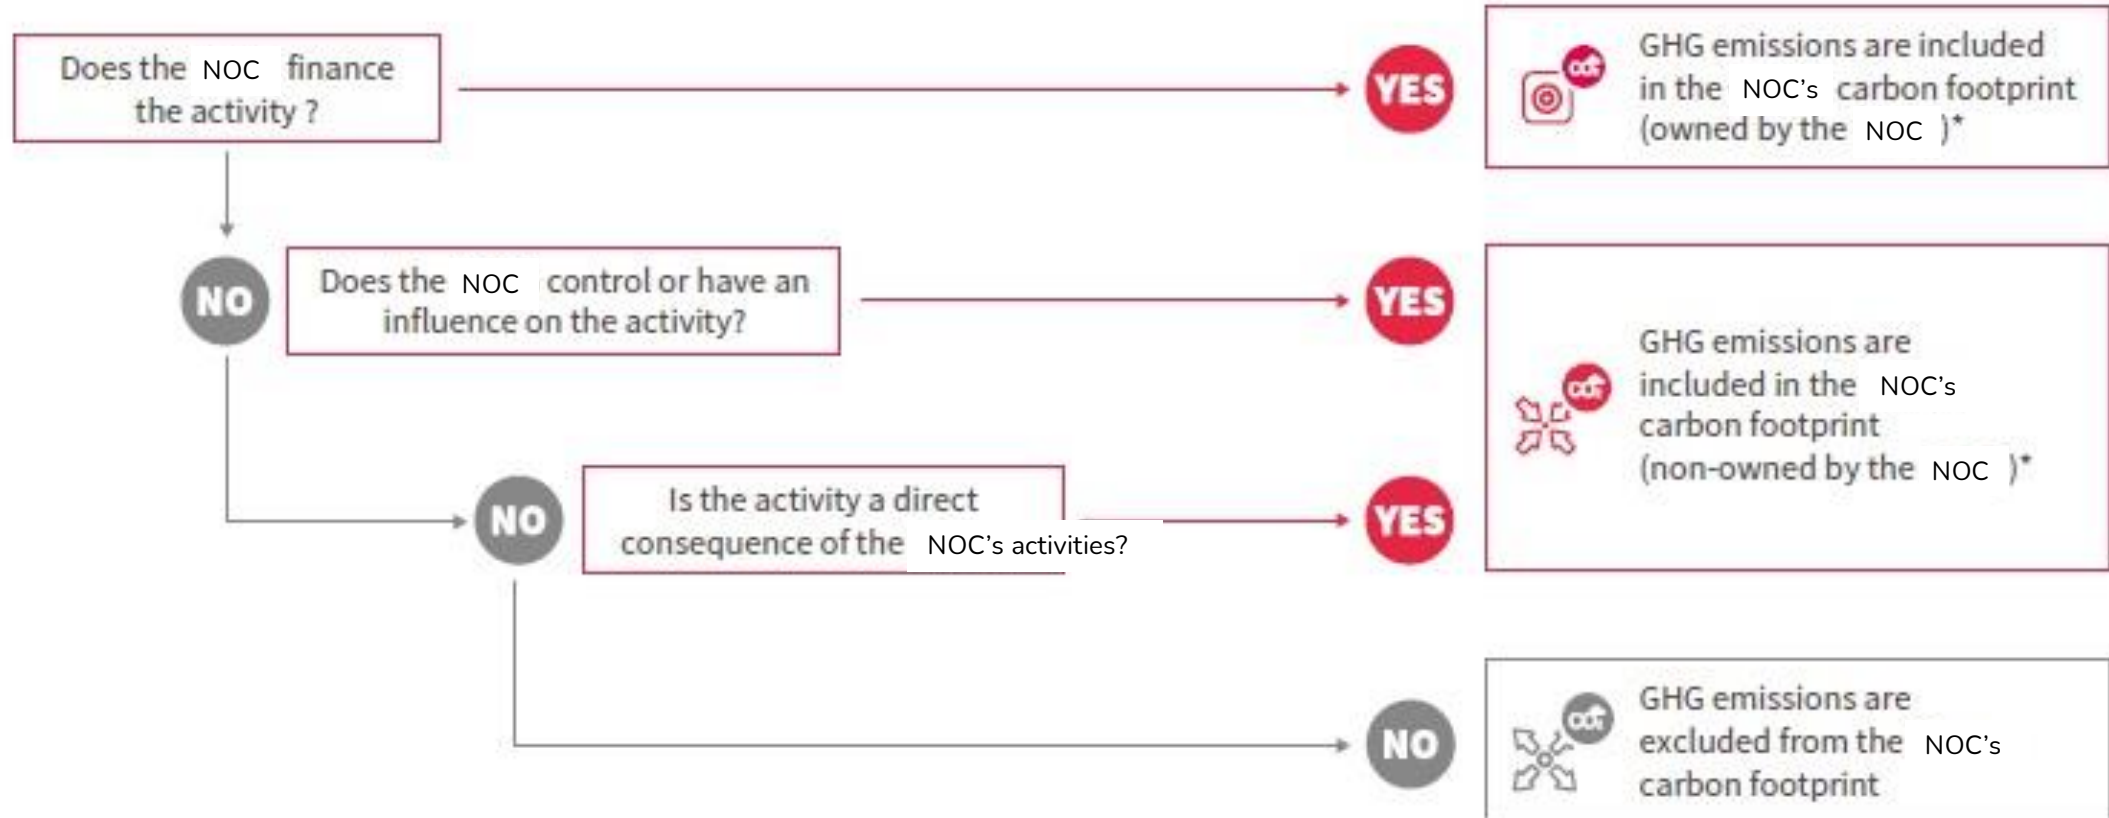 Does the NOC finance
the activity ?
YES
GHG emissions are included
in the NOC's carbon footprint
(owned by the NOC )*
NO
Does the NOC control or have an
influence on the activity?
YES
GHG emissions are
included in the NOC's
carbon footprint
(non-owned by the NOC )*
NO
Is the activity a direct
consequence of the NOC's activities?
YES
NO
GHG emissions are
excluded from the NOC's
carbon footprint